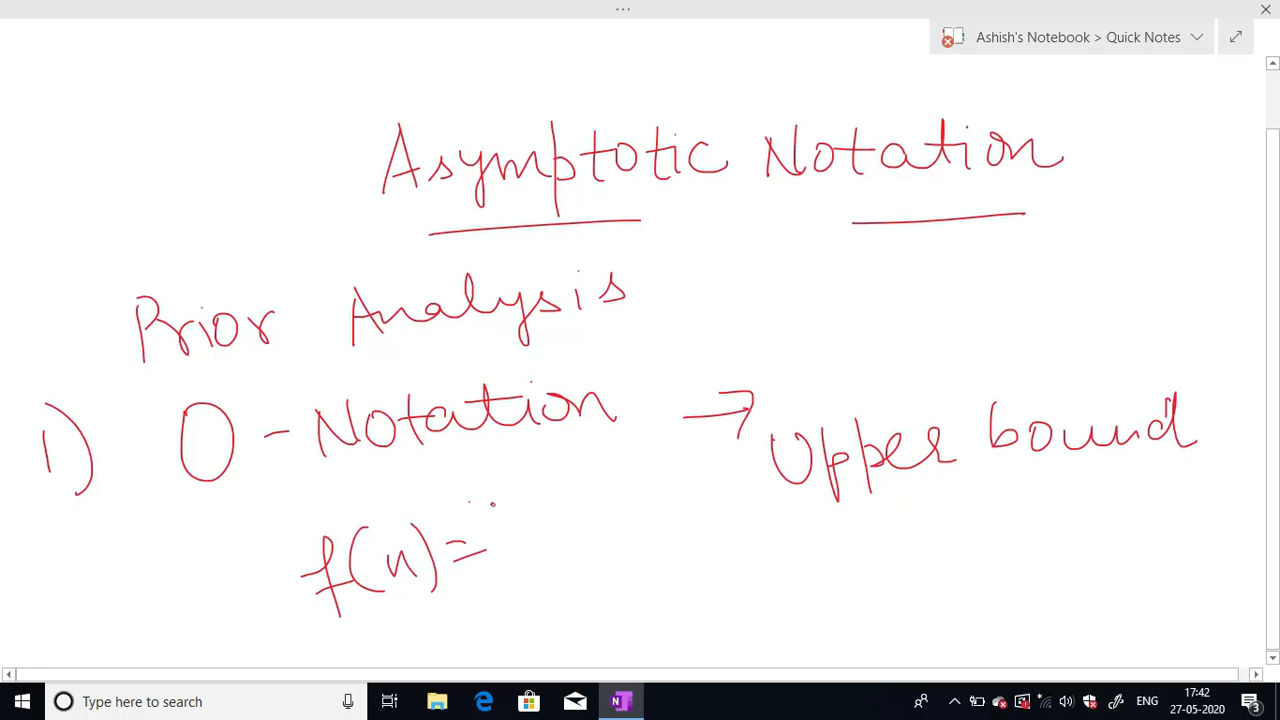 Ashish's Notebook > Quick Notes
Asymptotic Notation
Prior Analysis
1) O - Notation → Upper bound
f(n) =
Type here to search
ENG
17:42
27-05-2020
3